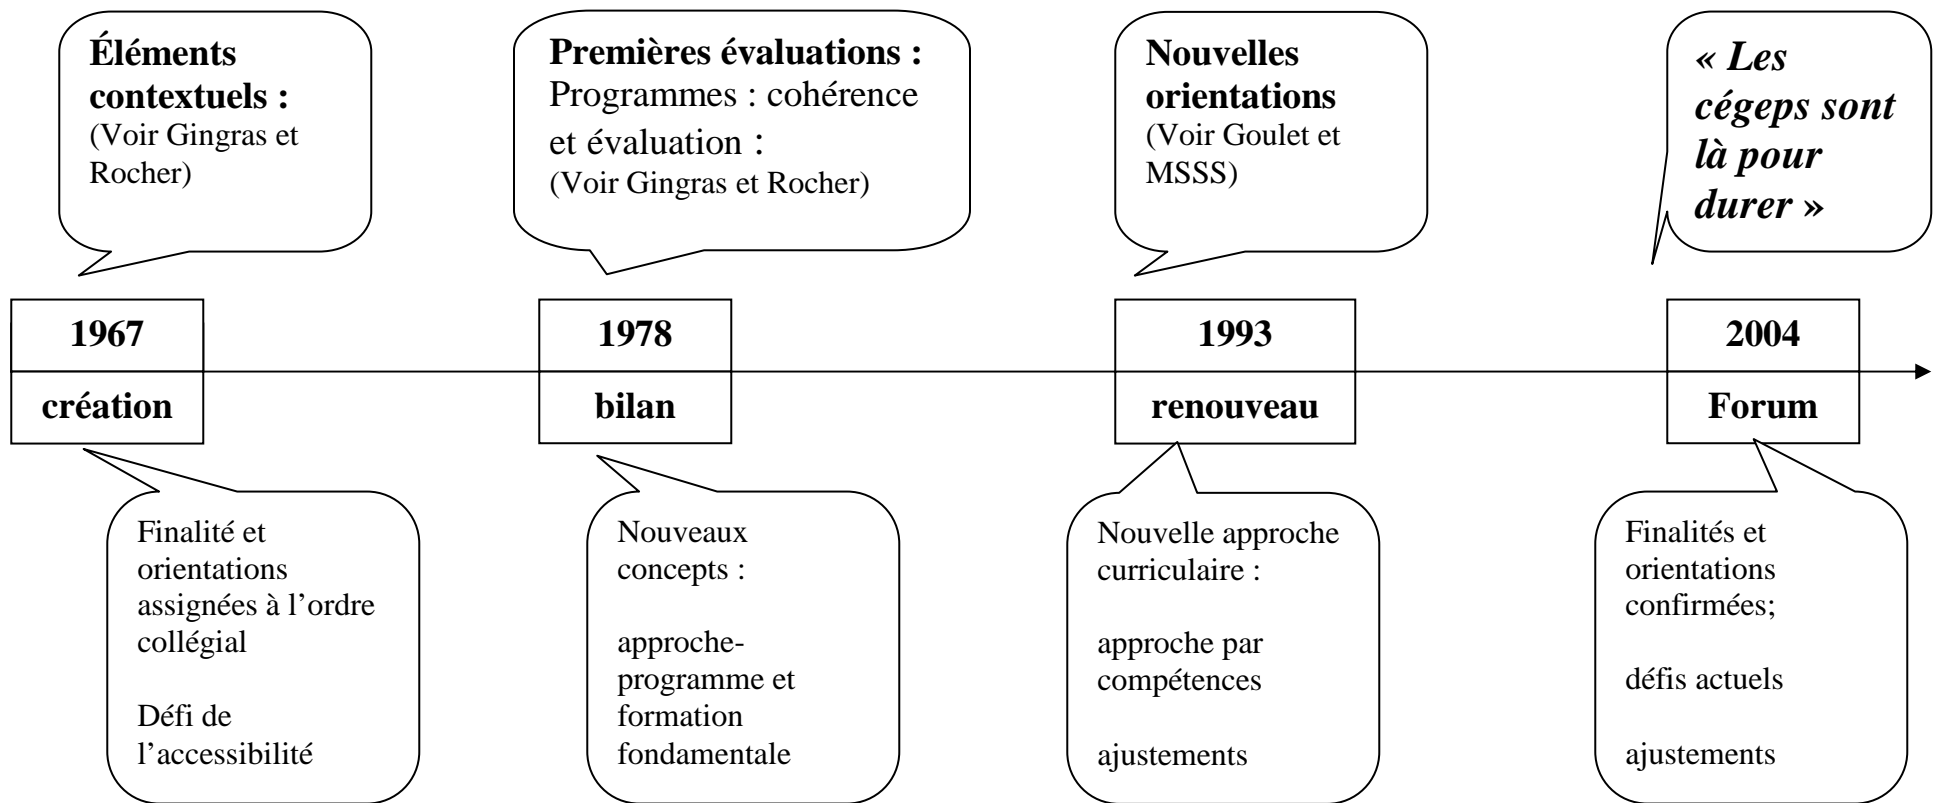 Éléments
contextuels :
(Voir Gingras et
Rocher)
Premières évaluations :
Programmes : cohérence
et évaluation :
(Voir Gingras et Rocher)
Nouvelles
orientations
(Voir Goulet et
MSSS)
« Les
cégeps sont
là pour
durer »
1967
création
1978
bilan
1993
renouveau
2004
Forum
Finalité et
orientations
assignées à l’ordre
collégial
Défi de
l’accessibilité
Nouveaux
concepts :
approche-
programme et
formation
fondamentale
Nouvelle approche
curriculaire :
approche par
compétences
ajustements
Finalités et
orientations
confirmées;
défis actuels
ajustements